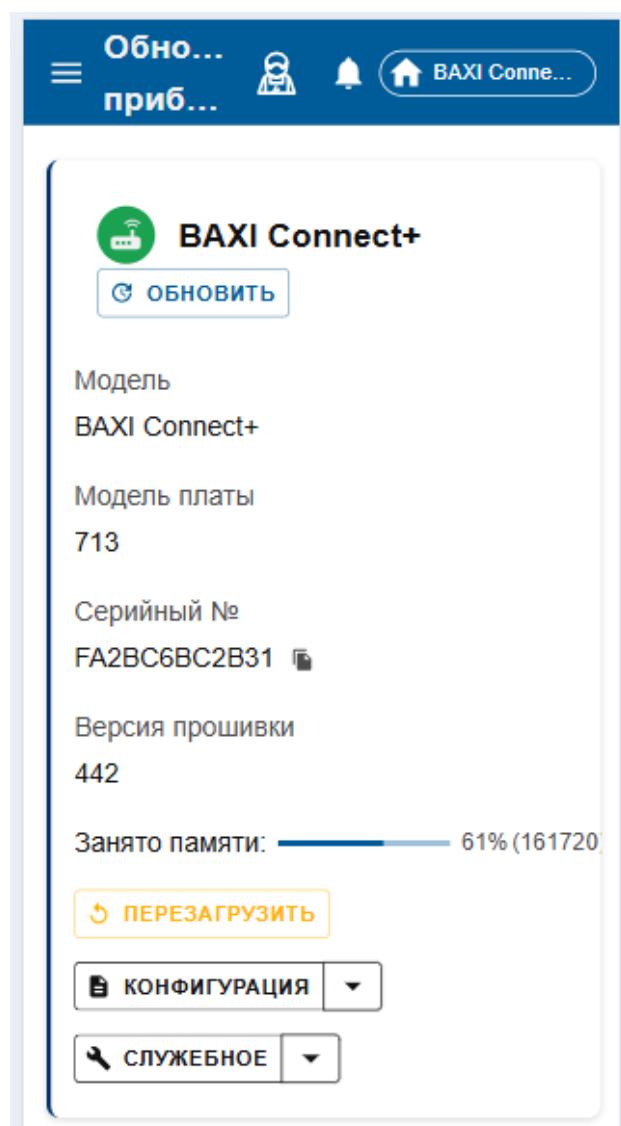 Обно...
приб...
BAXI Conne...
BAXI Connect+
ОБНОВИТЬ
Модель
BAXI Connect+
Модель платы
713
Серийный №
FA2BC6BC2B31
Версия прошивки
442
Занято памяти: 61% (161720
ПЕРЕЗАГРУЗИТЬ
КОНФИГУРАЦИЯ
СЛУЖЕБНОЕ